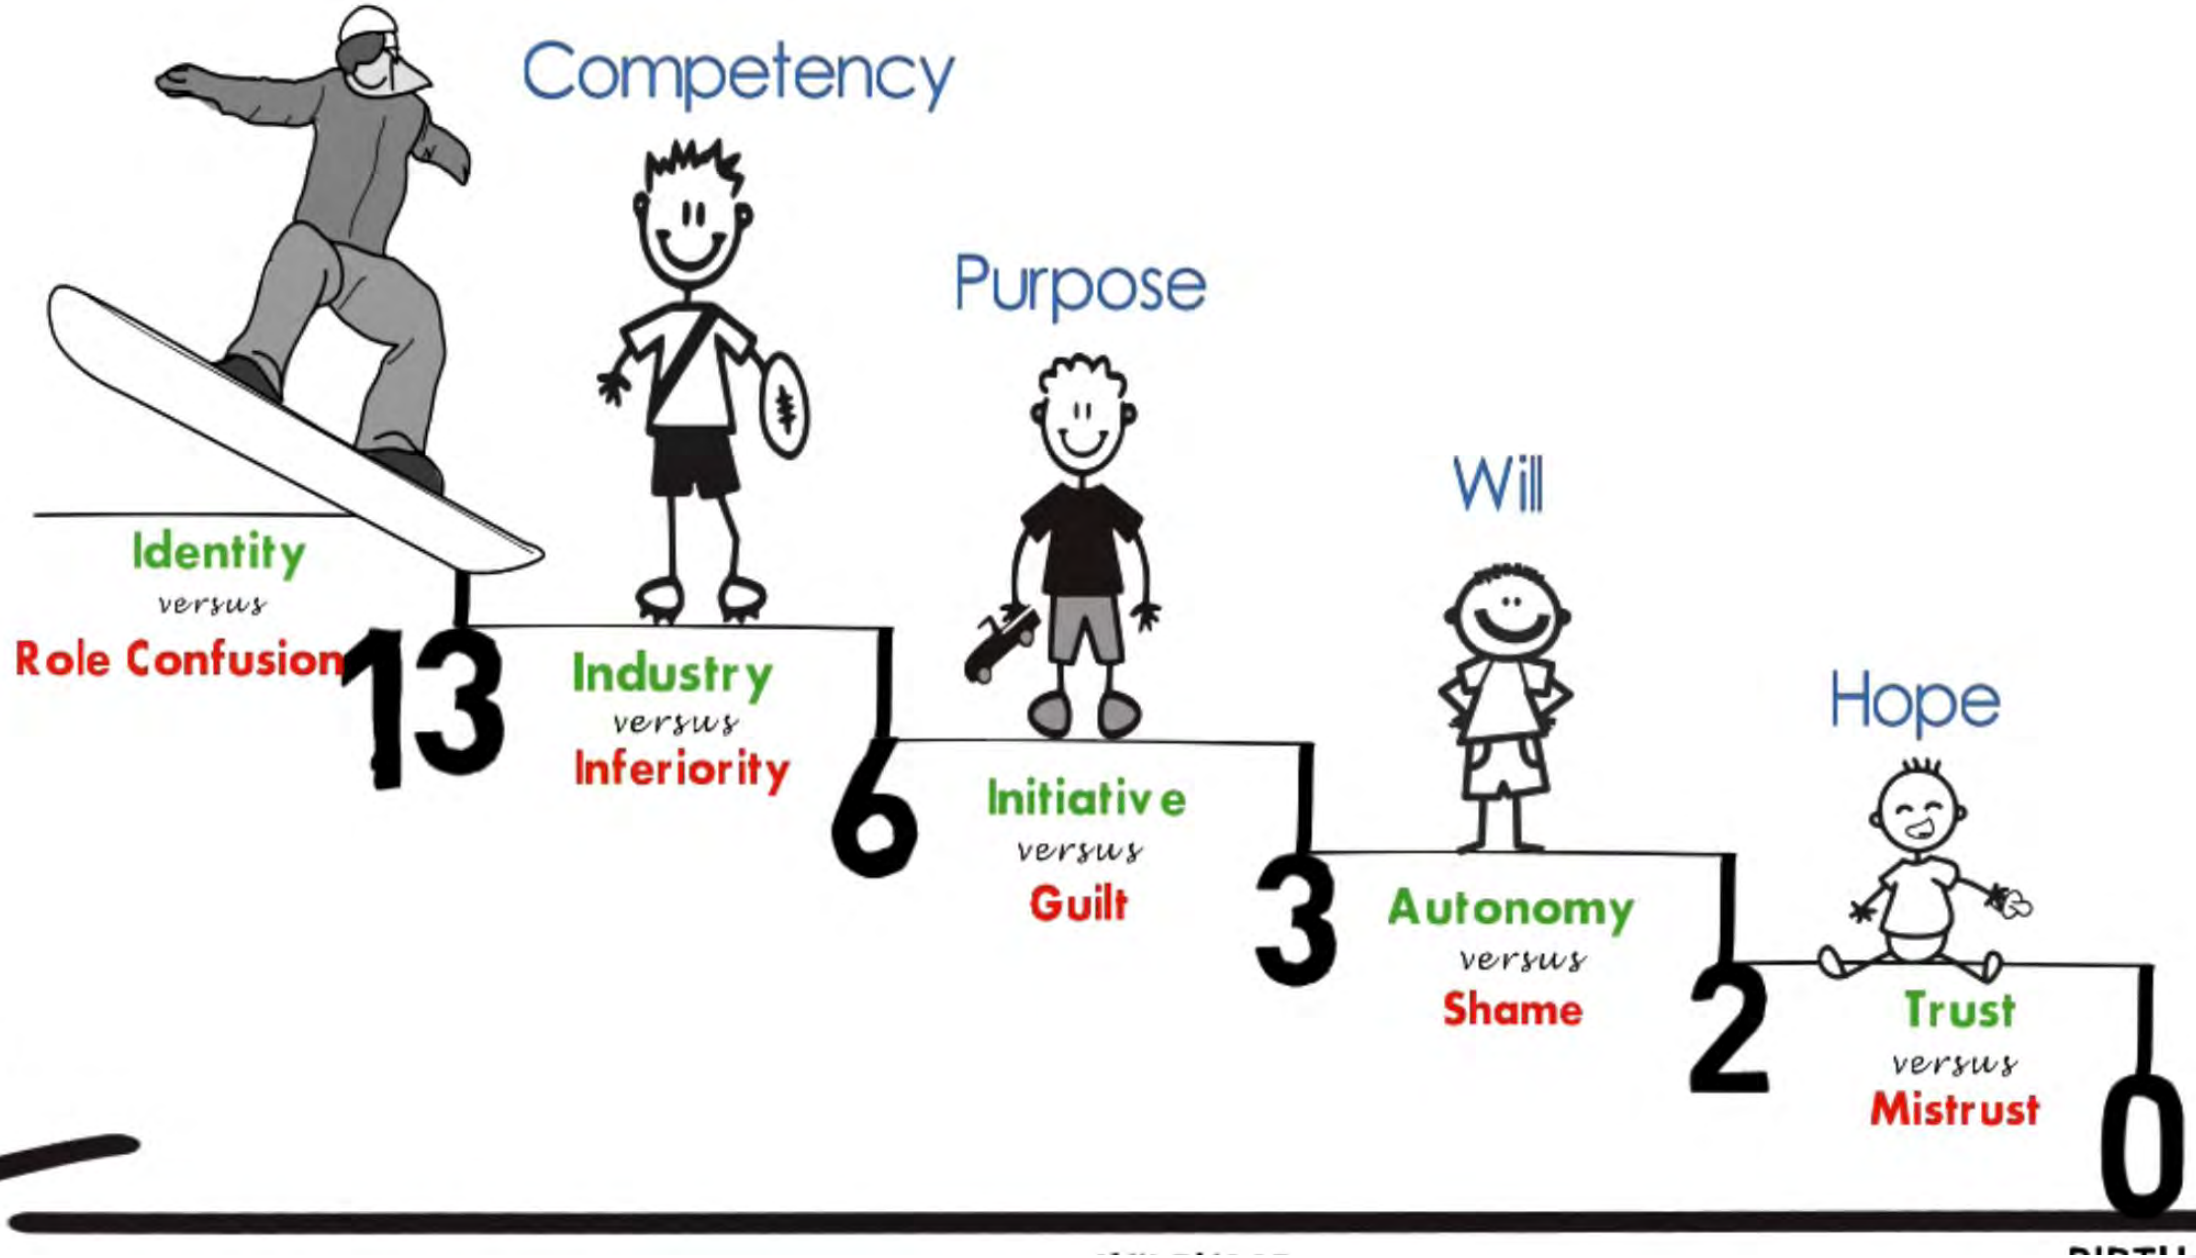 Competency
Purpose
Will
Hope
Identity
versus
Role Confusion
13
Industry
versus
Inferiority
6
Initiative
versus
Guilt
3
Autonomy
versus
Shame
2
Trust
versus
Mistrust
0